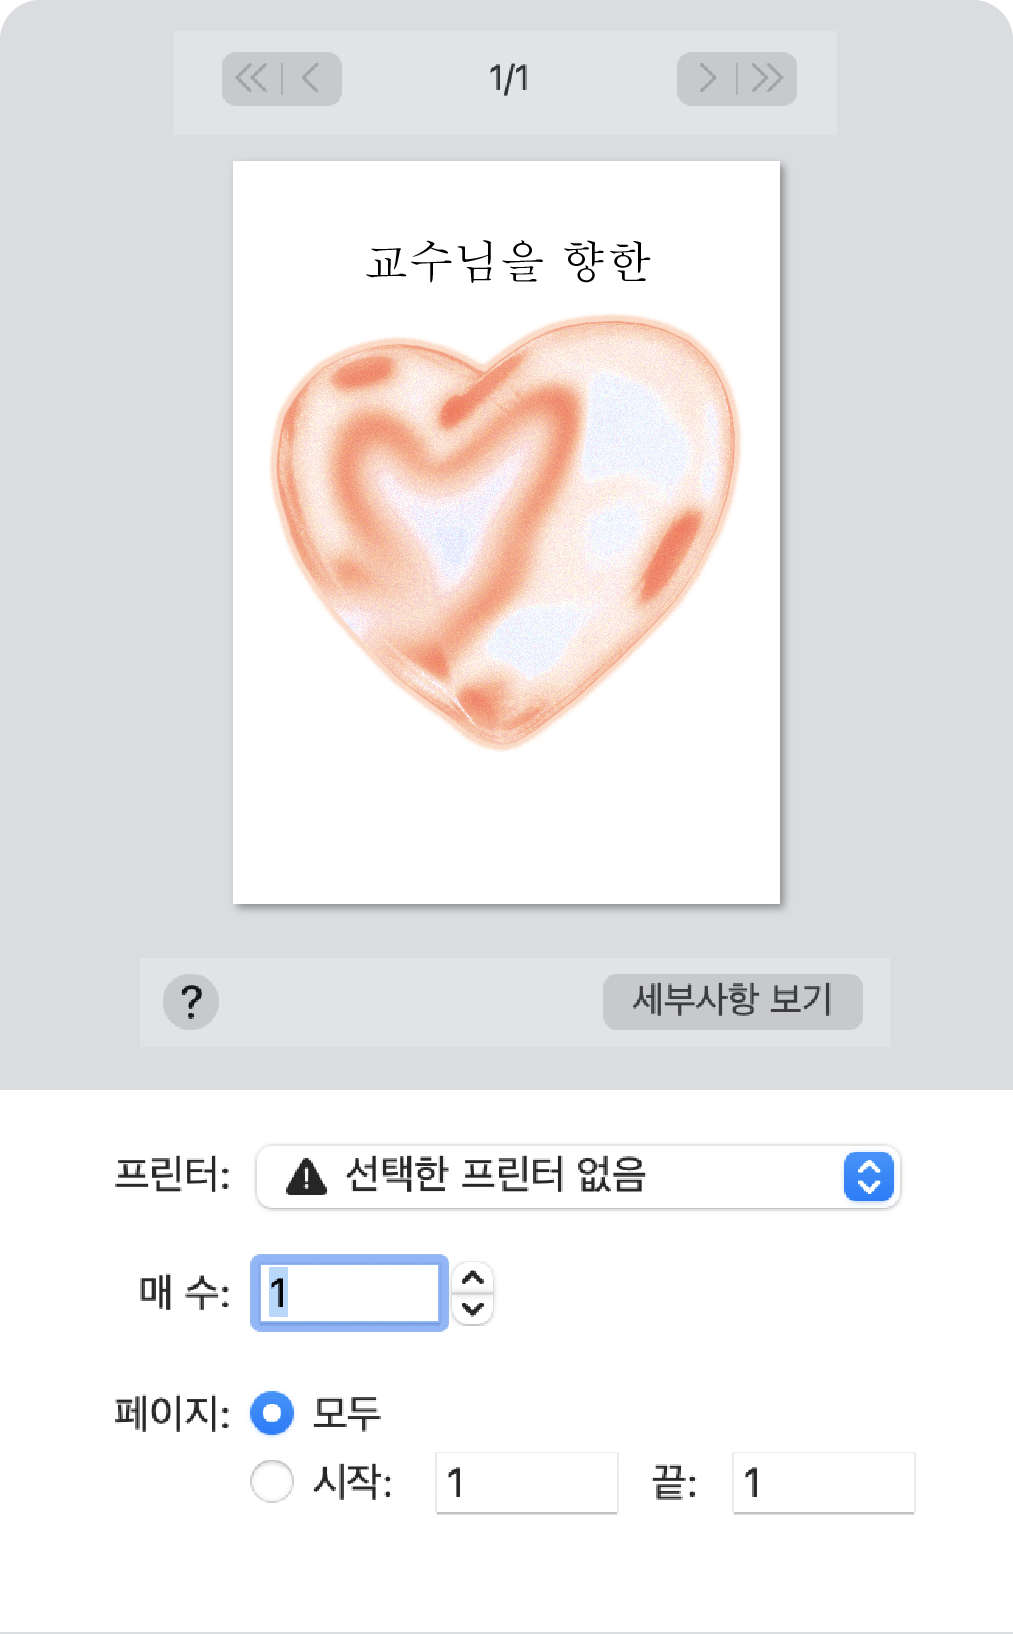 1/1
교수님을 향한
?
세부사항 보기
프린터: 선택한 프린터 없음
매 수: 1
페이지: 모두
시작: 1 끝: 1